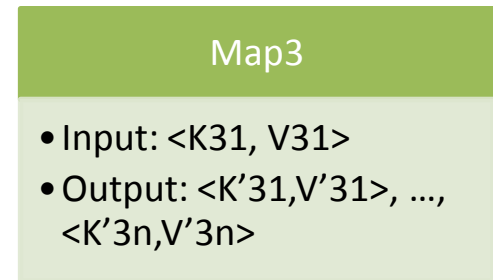 Map3
•Input: <K31, V31>
•Output: <K’31,V’31>, …,
<K’3n,V’3n>